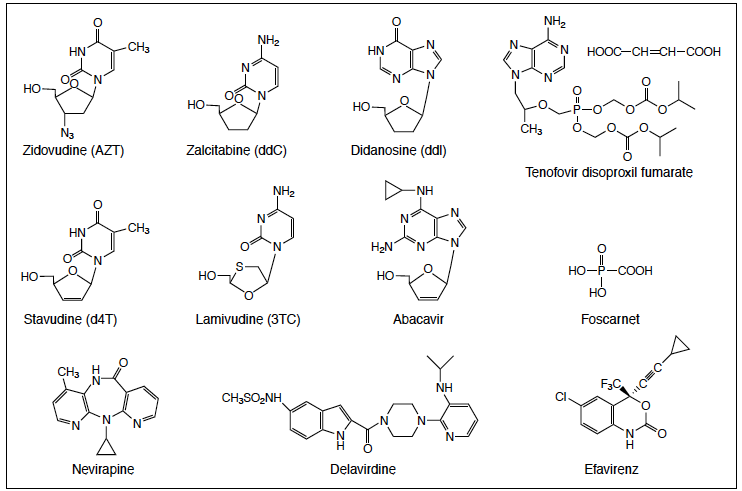 O
CH3
HN
O
N
HO
O
N3
Zidovudine (AZT)
NH2
N
O
N
HO
O
Zalcitabine (ddC)
O
HN
N
N
N
HO
O
Didanosine (ddI)
NH2
N
N
N
N
HOOC–CH=CH–COOH
O
O
O
P
O
O
O
CH3
O
O
O
O
Tenofovir disoproxil fumarate
O
CH3
HN
O
N
HO
O
Stavudine (d4T)
NH2
N
O
N
S
HO
O
Lamivudine (3TC)
NH
N
N
H2N
N
N
HO
O
Abacavir
O
HO–P–COOH
HO
Foscarnet
CH3
H
N
O
N
N
N
Nevirapine
CH3SO2NH
N
H
O
N
N
NH
N
Delavirdine
C
C
F3C
Cl
O
N
H
O
Efavirenz